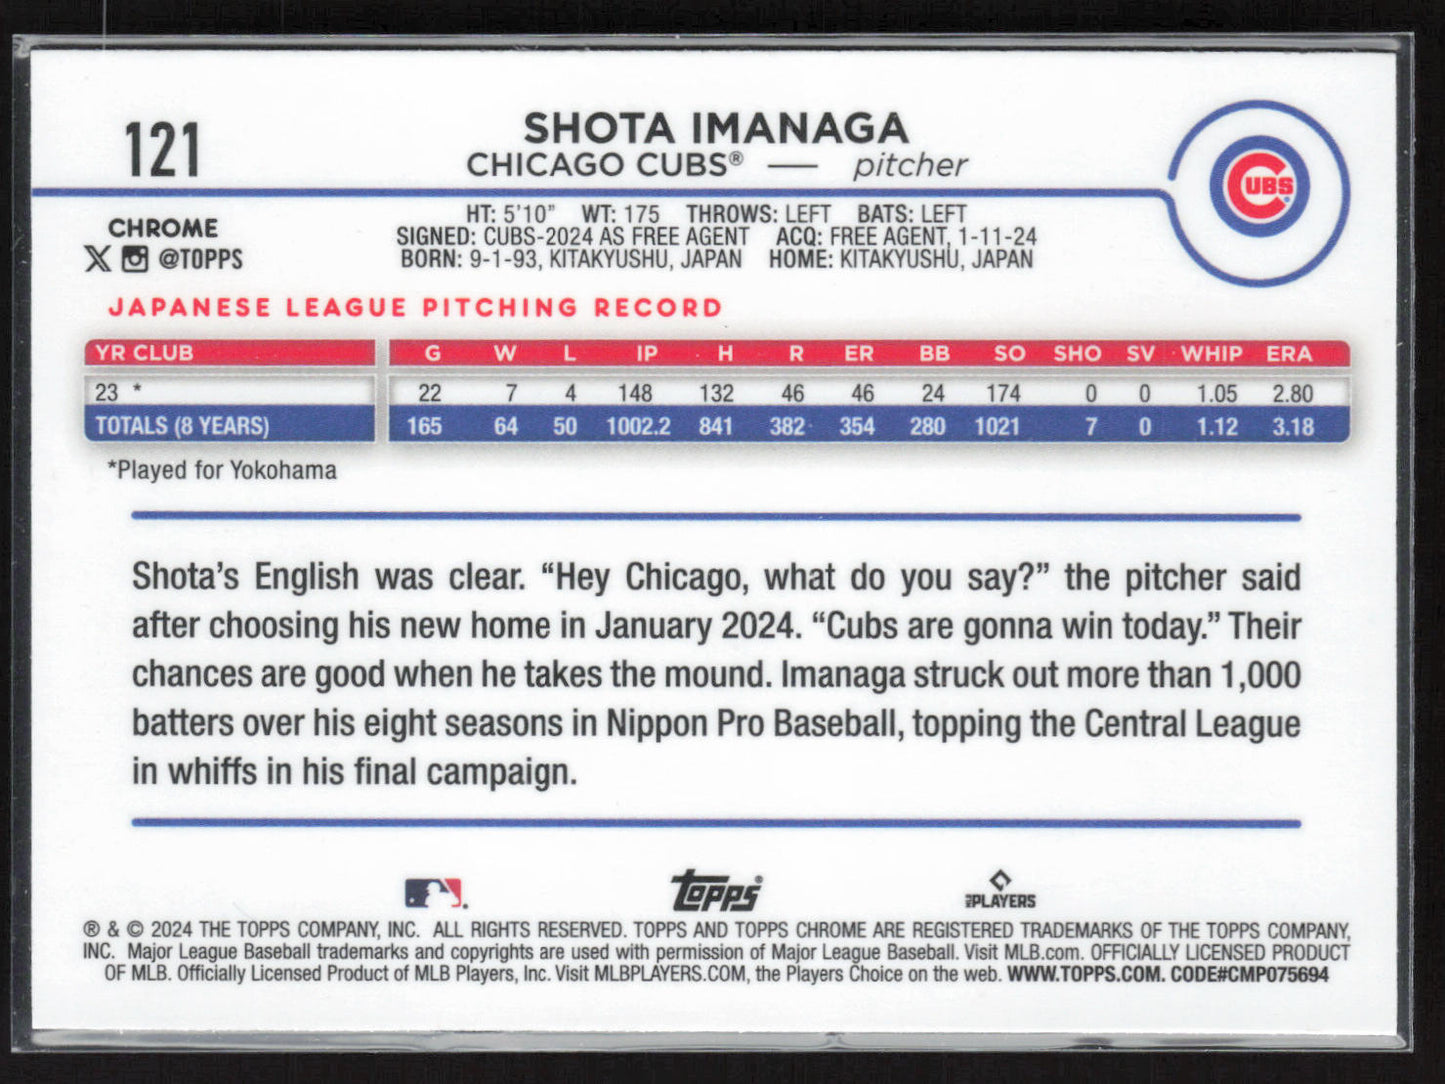 121
SHOTA IMANAGA
CHICAGO CUBS® — pitcher
CUBS®
CHROME
@TOPPS
HT: 5'10" WT: 175 THROWS: LEFT BATS: LEFT
SIGNED: CUBS-2024 AS FREE AGENT ACQ: FREE AGENT, 1-11-24
BORN: 9-1-93, KITAKYUSHU, JAPAN HOME: KITAKYUSHU, JAPAN
JAPANESE LEAGUE PITCHING RECORD
YR CLUB G W L IP H R ER BB SO SHO SV WHIP ERA
23 * 22 7 4 148 132 46 46 24 174 0 0 1.05 2.80
TOTALS (8 YEARS) 165 64 50 1002.2 841 382 354 280 1021 7 0 1.12 3.18
*Played for Yokohama
Shota's English was clear. "Hey Chicago, what do you say?" the pitcher said
after choosing his new home in January 2024. "Cubs are gonna win today." Their
chances are good when he takes the mound. Imanaga struck out more than 1,000
batters over his eight seasons in Nippon Pro Baseball, topping the Central League
in whiffs in his final campaign.
Topps®
PLAYERS
® & © 2024 THE TOPPS COMPANY, INC. ALL RIGHTS RESERVED. TOPPS AND TOPPS CHROME ARE REGISTERED TRADEMARKS OF THE TOPPS COMPANY,
INC. Major League Baseball trademarks and copyrights are used with permission of Major League Baseball. Visit MLB.com. OFFICIALLY LICENSED PRODUCT
OF MLB. Officially Licensed Product of MLB Players, Inc. Visit MLBPLAYERS.COM, the Players Choice on the web. WWW.TOPPS.COM. CODE#CMP075694